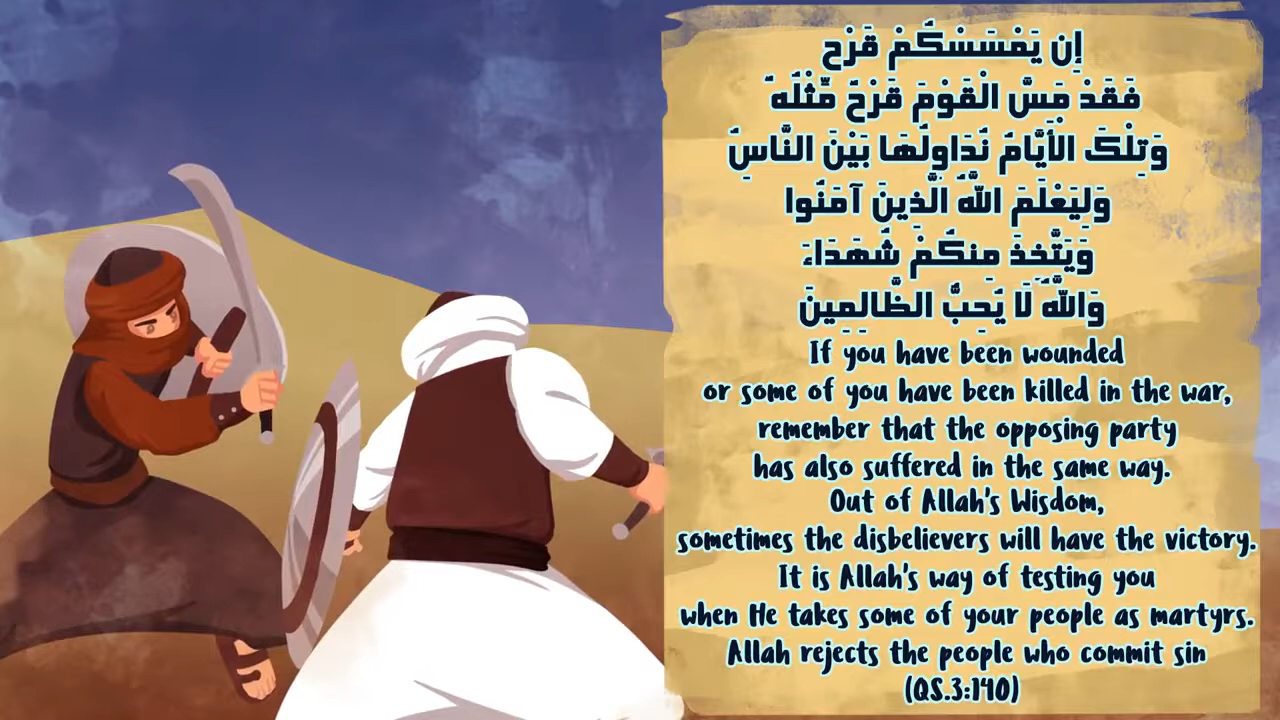 إِن يَمْسَسْكُمْ قَرْح
فَقَدْ مَسَّ الْقَوْمَ قَرْحٌ مِّثْلُهُ
وَتِلْكَ الْأَيَّامُ نُدَاوِلُهَا بَيْنَ النَّاسِ
وَلِيَعْلَمَ اللَّهُ الَّذِينَ آمَنُوا
وَيَتَّخِذَ مِنكُمْ شُهَدَاءَ
وَاللَّهُ لَا يُحِبُّ الظَّالِمِينَ
If you have been wounded
or some of you have been killed in the war,
remember that the opposing party
has also suffered in the same way.
Out of Allah's Wisdom,
sometimes the disbelievers will have the victory.
It is Allah's way of testing you
when He takes some of your people as martyrs.
Allah rejects the people who commit sin
(QS.3:140)